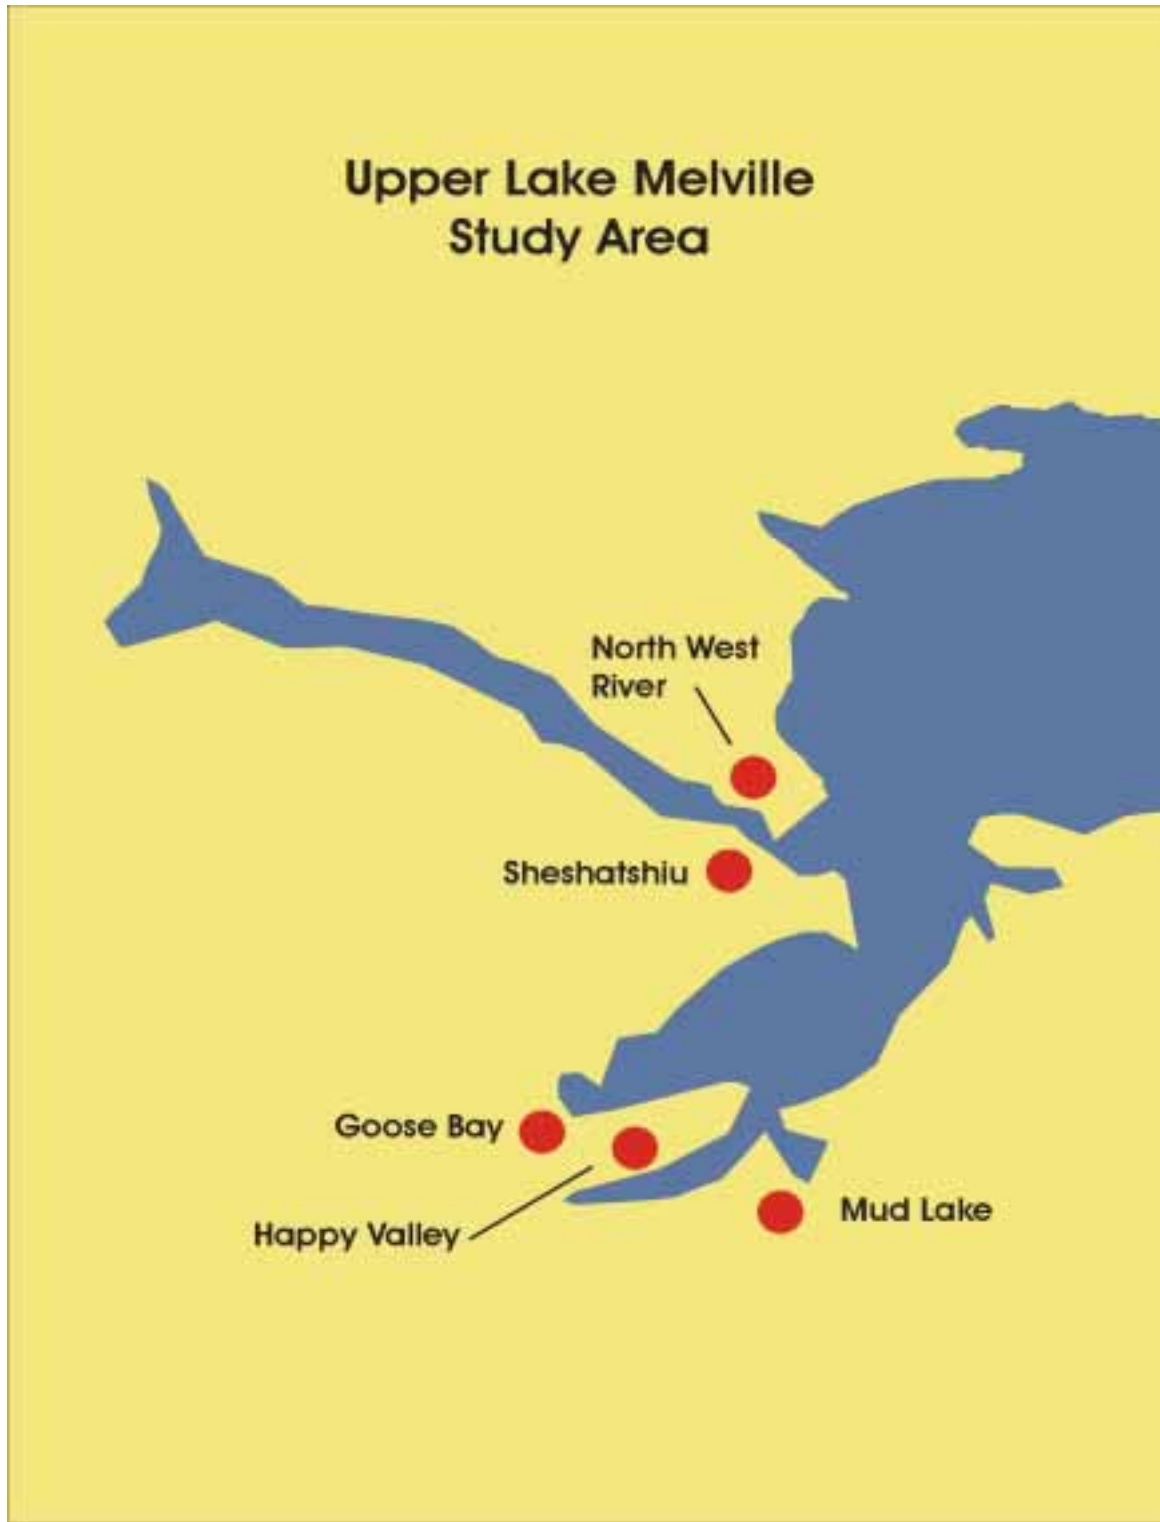 Upper Lake Melville
Study Area
North West
River
Sheshatshiu
Goose Bay
Happy Valley
Mud Lake